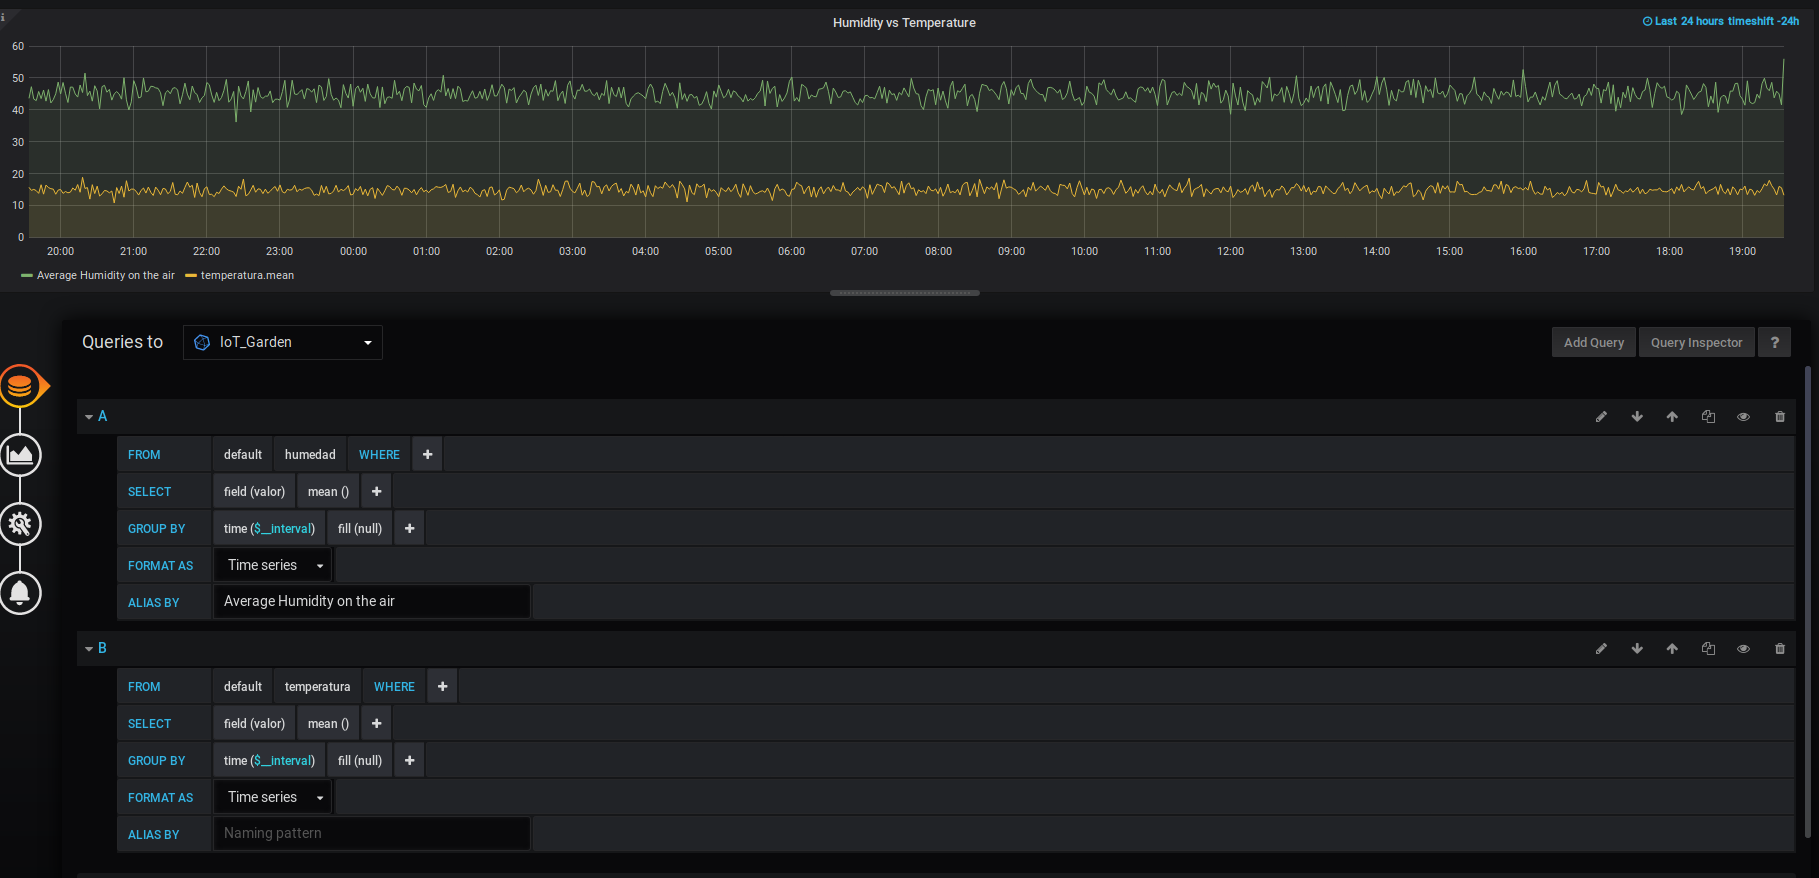 i
Humidity vs Temperature
Last 24 hours timeshift -24h
60
50
40
30
20
10
0
20:00 21:00 22:00 23:00 00:00 01:00 02:00 03:00 04:00 05:00 06:00 07:00 08:00 09:00 10:00 11:00 12:00 13:00 14:00 15:00 16:00 17:00 18:00 19:00
Average Humidity on the air temperatura.mean
Queries to IoT_Garden Add Query Query Inspector ?
A
FROM default humedad WHERE +
SELECT field (valor) mean () +
GROUP BY time ($__interval) fill (null) +
FORMAT AS Time series
ALIAS BY Average Humidity on the air
B
FROM default temperatura WHERE +
SELECT field (valor) mean () +
GROUP BY time ($__interval) fill (null) +
FORMAT AS Time series
ALIAS BY Naming pattern